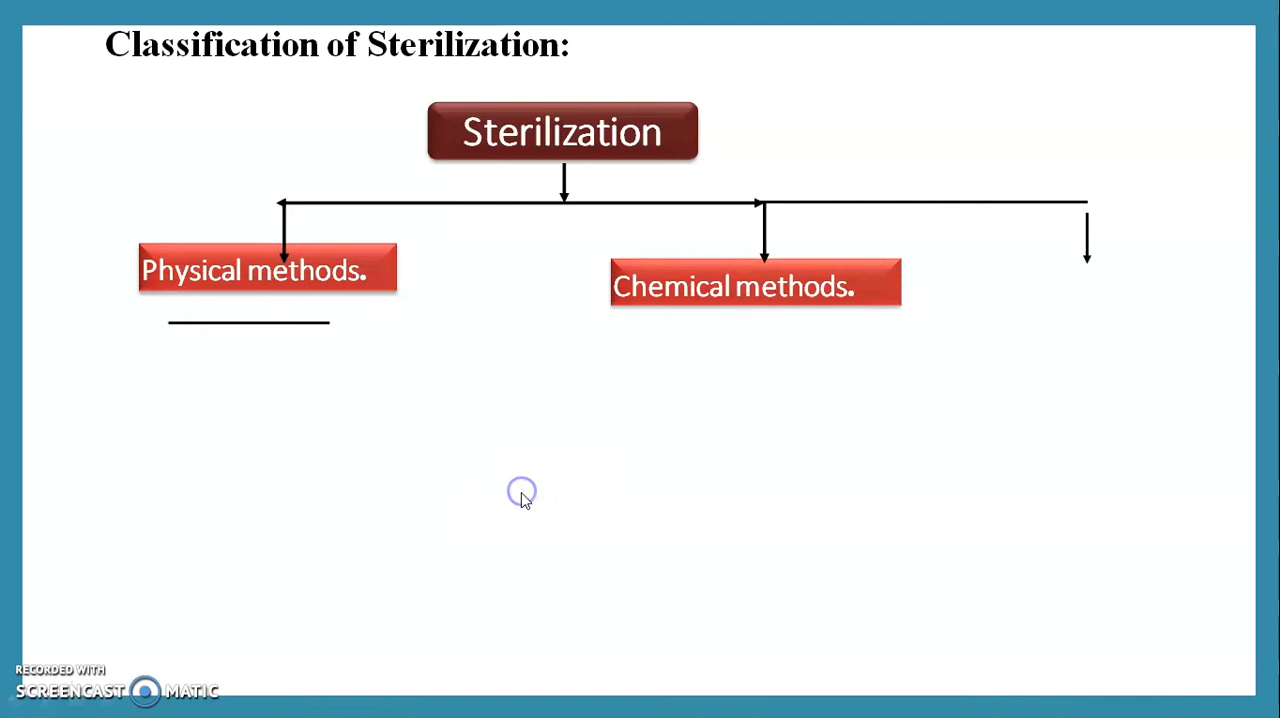 Classification of Sterilization:
Sterilization
Physical methods.
Chemical methods.
RECORDED WITH
SCREENCAST MATIC